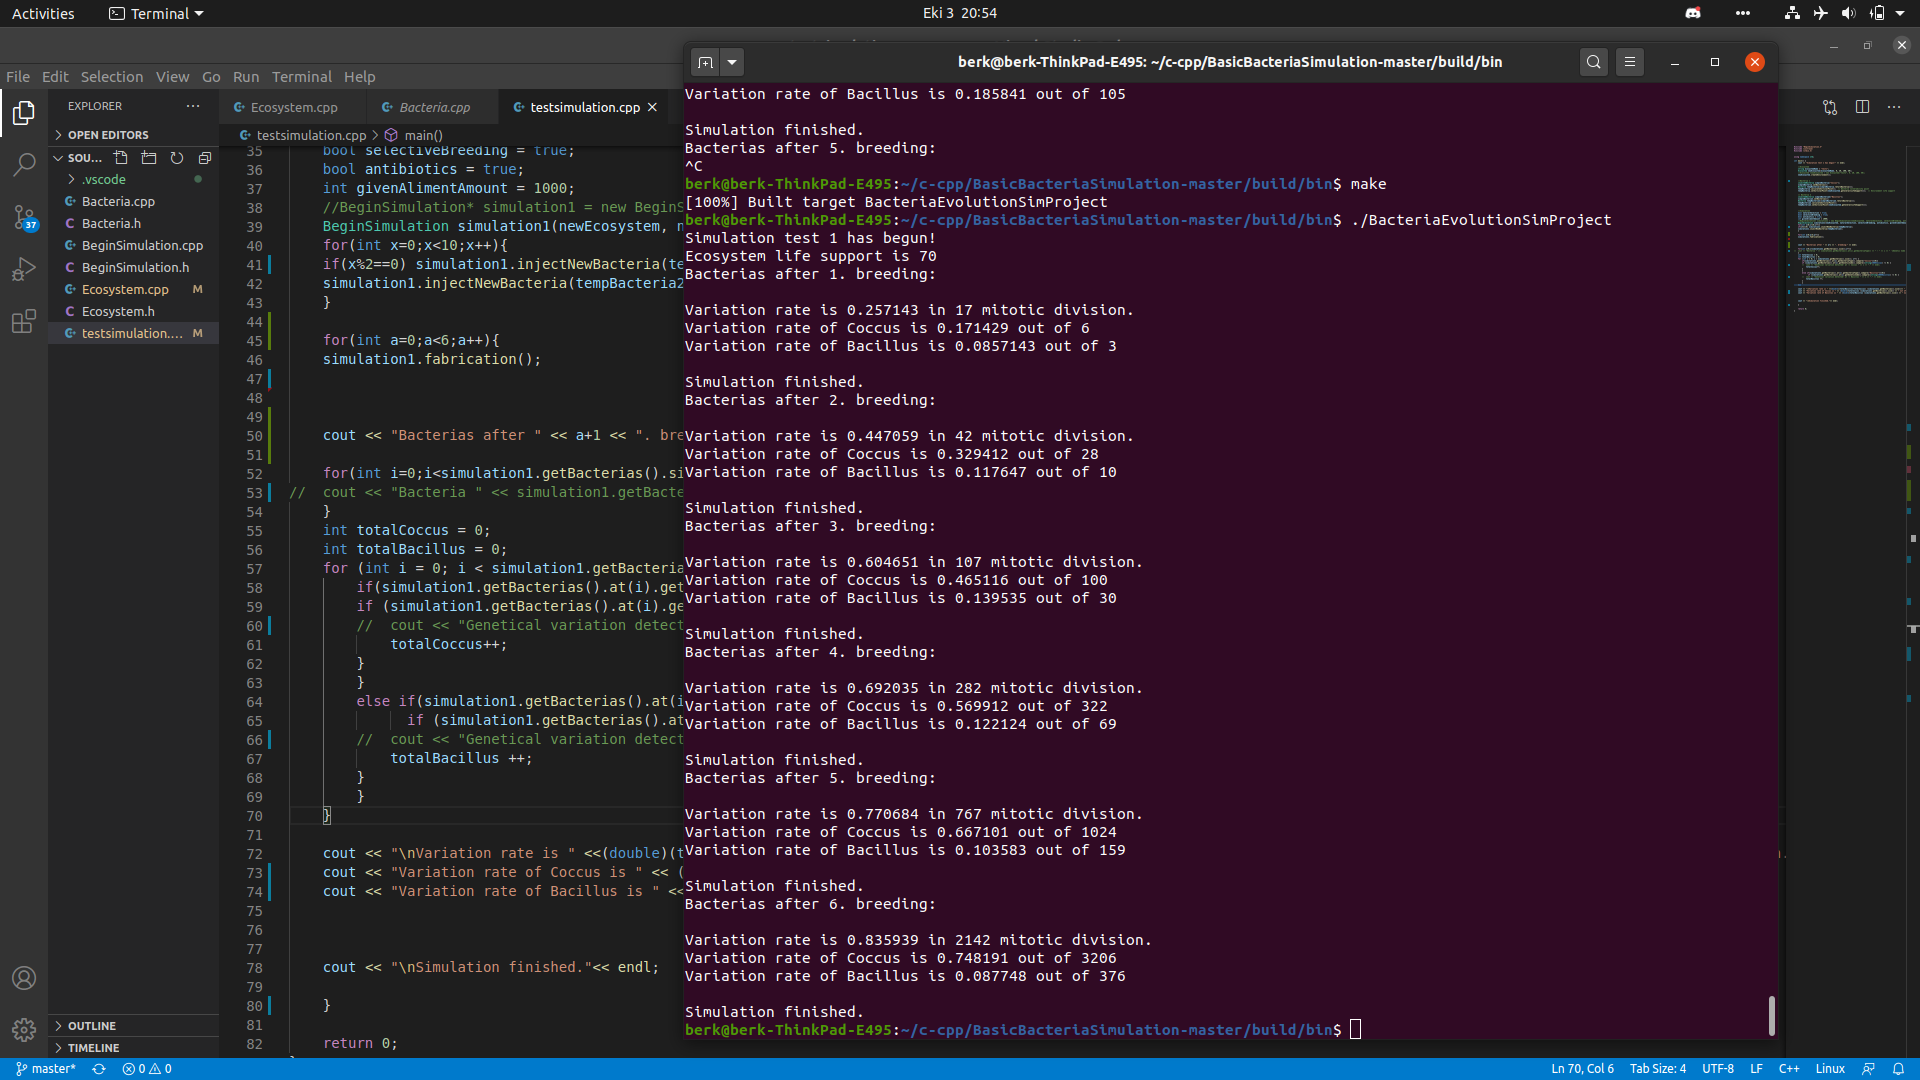 Activities
Terminal
Eki 3 20:54
File Edit Selection View Go Run Terminal Help
EXPLORER
OPEN EDITORS
SOU...
.vscode
Bacteria.cpp
Bacteria.h
BeginSimulation.cpp
BeginSimulation.h
Ecosystem.cpp M
Ecosystem.h
testsimulation.... M
37
OUTLINE
TIMELINE
Ecosystem.cpp
Bacteria.cpp
testsimulation.cpp
testsimulation.cpp > main()
35 bool selectiveBreeding = true;
36 bool antibiotics = true;
37 int givenAlimentAmount = 1000;
38 //BeginSimulation* simulation1 = new BeginS
39 BeginSimulation simulation1(newEcosystem, n
40 for(int x=0;x<10;x++){
41 if(x%2==0) simulation1.injectNewBacteria(te
42 simulation1.injectNewBacteria(tempBacteria2
43 }
44
45 for(int a=0;a<6;a++){
46 simulation1.fabrication();
47
48
49
50 cout << "Bacterias after " << a+1 << ". bre
51
52 for(int i=0;i<simulation1.getBacterias().si
53 // cout << "Bacteria " << simulation1.getBacte
54 }
55 int totalCoccus = 0;
56 int totalBacillus = 0;
57 for (int i = 0; i < simulation1.getBacteria
58 if(simulation1.getBacterias().at(i).get
59 if (simulation1.getBacterias().at(i).ge
60 // cout << "Genetical variation detect
61 totalCoccus++;
62 }
63 }
64 else if(simulation1.getBacterias().at(i
65 if (simulation1.getBacterias().at
66 // cout << "Genetical variation detect
67 totalBacillus ++;
68 }
69 }
70 }
71
72 cout << "\nVariation rate is " <<(double)(t
73 cout << "Variation rate of Coccus is " << (
74 cout << "Variation rate of Bacillus is " <<
75
76
77
78 cout << "\nSimulation finished."<< endl;
79
80 }
81
82 return 0;
berk@berk-ThinkPad-E495: ~/c-cpp/BasicBacteriaSimulation-master/build/bin
Variation rate of Bacillus is 0.185841 out of 105
Simulation finished.
Bacterias after 5. breeding:
^C
berk@berk-ThinkPad-E495:~/c-cpp/BasicBacteriaSimulation-master/build/bin$ make
[100%] Built target BacteriaEvolutionSimProject
berk@berk-ThinkPad-E495:~/c-cpp/BasicBacteriaSimulation-master/build/bin$ ./BacteriaEvolutionSimProject
Simulation test 1 has begun!
Ecosystem life support is 70
Bacterias after 1. breeding:
Variation rate is 0.257143 in 17 mitotic division.
Variation rate of Coccus is 0.171429 out of 6
Variation rate of Bacillus is 0.0857143 out of 3
Simulation finished.
Bacterias after 2. breeding:
Variation rate is 0.447059 in 42 mitotic division.
Variation rate of Coccus is 0.329412 out of 28
Variation rate of Bacillus is 0.117647 out of 10
Simulation finished.
Bacterias after 3. breeding:
Variation rate is 0.604651 in 107 mitotic division.
Variation rate of Coccus is 0.465116 out of 100
Variation rate of Bacillus is 0.139535 out of 30
Simulation finished.
Bacterias after 4. breeding:
Variation rate is 0.692035 in 282 mitotic division.
Variation rate of Coccus is 0.569912 out of 322
Variation rate of Bacillus is 0.122124 out of 69
Simulation finished.
Bacterias after 5. breeding:
Variation rate is 0.770684 in 767 mitotic division.
Variation rate of Coccus is 0.667101 out of 1024
Variation rate of Bacillus is 0.103583 out of 159
Simulation finished.
Bacterias after 6. breeding:
Variation rate is 0.835939 in 2142 mitotic division.
Variation rate of Coccus is 0.748191 out of 3206
Variation rate of Bacillus is 0.087748 out of 376
Simulation finished.
berk@berk-ThinkPad-E495:~/c-cpp/BasicBacteriaSimulation-master/build/bin$
master* 0 0
Ln 70, Col 6 Tab Size: 4 UTF-8 LF C++ Linux